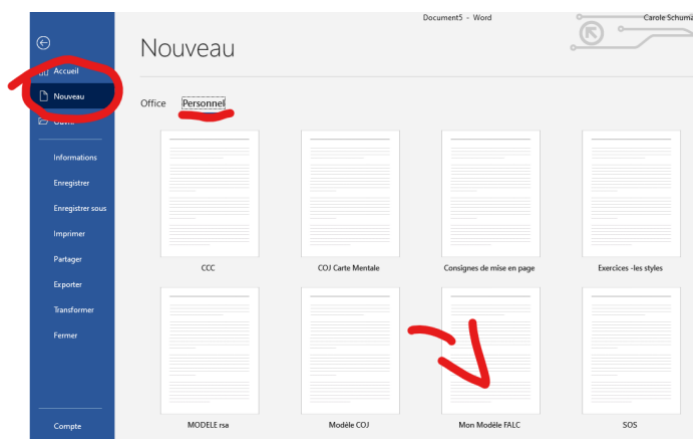 Document5 - Word
Carole Schum
Nouveau
Accueil
Nouveau
Office Personnel
Ouvrir
Informations
Enregistrer
Enregistrer sous
Imprimer
Partager
Exporter
Transformer
Fermer
Compte
CCC
COJ Carte Mentale
Consignes de mise en page
Exercices -les styles
MODELE rsa
Modèle COJ
Mon Modèle FALC
SOS